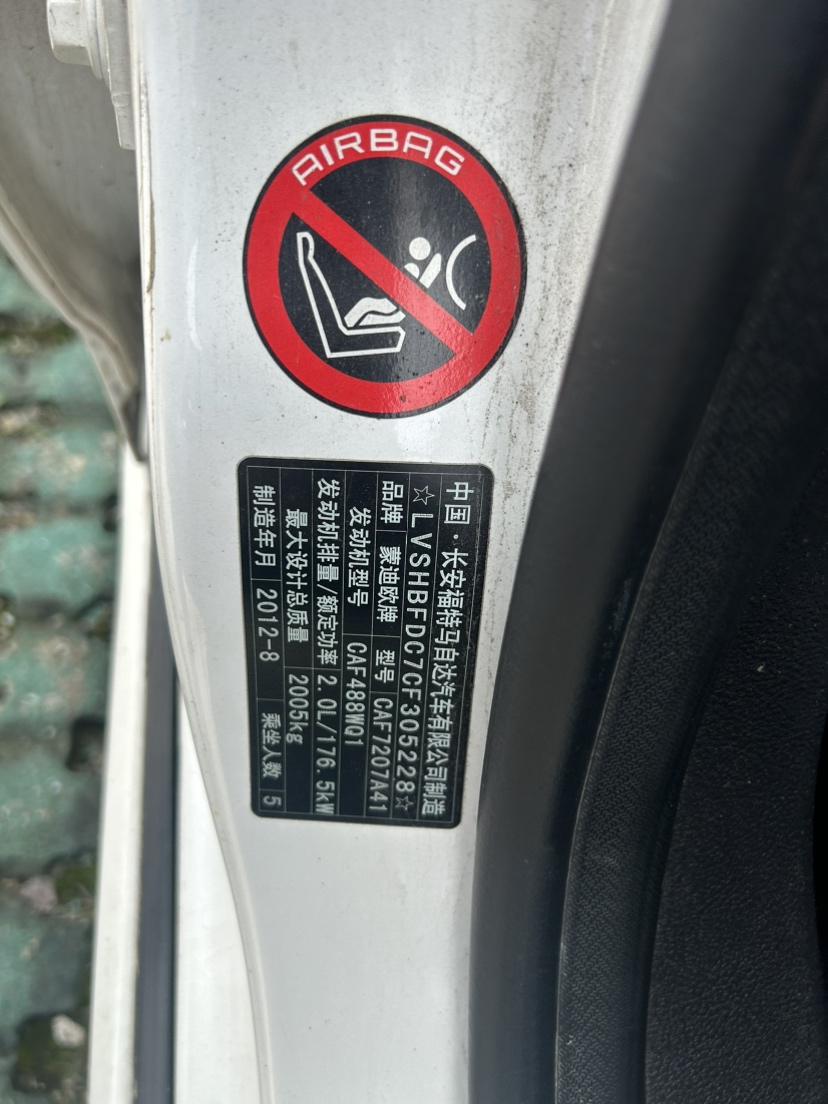 AIRBAG
中国·长安福特马自达汽车有限公司制造
☆LVSHBFDC7CF305228☆
品牌 蒙迪欧牌 型号 CAF7207A41
发动机型号 CAF488WQ1
发动机排量/额定功率 2.0L/176.5kW
最大设计总质量 2005kg
制造年月 2012-8 乘坐人数 5